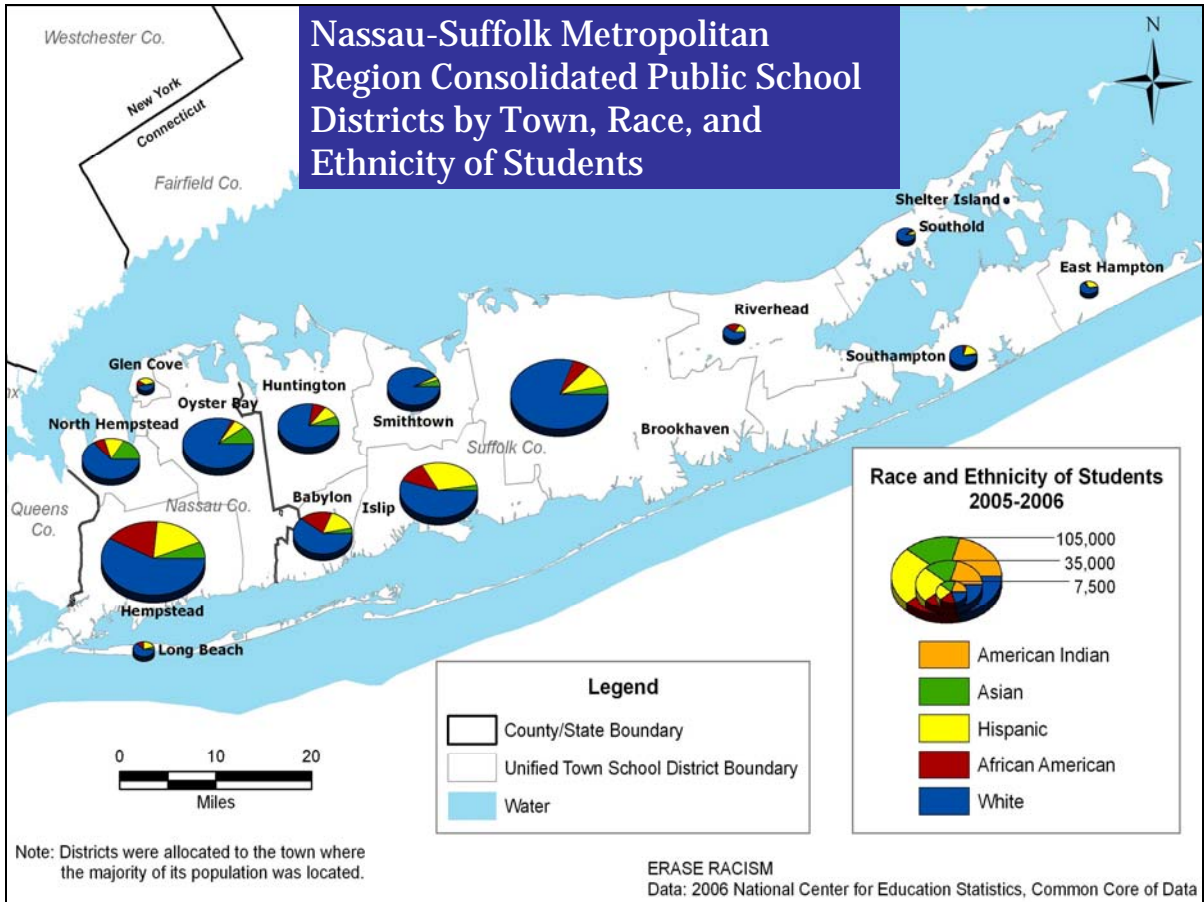 Nassau-Suffolk Metropolitan
Region Consolidated Public School
Districts by Town, Race, and
Ethnicity of Students
N
Westchester Co.
New York
Connecticut
Fairfield Co.
Shelter Island
Southold
East Hampton
Riverhead
Southampton
Glen Cove
Huntington
Oyster Bay
North Hempstead
Smithtown
Brookhaven
Suffolk Co.
Queens
Co.
Nassau Co.
Babylon
Islip
Hempstead
Long Beach
Race and Ethnicity of Students
2005-2006
105,000
35,000
7,500
American Indian
Asian
Hispanic
African American
White
Legend
County/State Boundary
Unified Town School District Boundary
Water
0 10 20
Miles
Note: Districts were allocated to the town where
the majority of its population was located.
ERASE RACISM
Data: 2006 National Center for Education Statistics, Common Core of Data